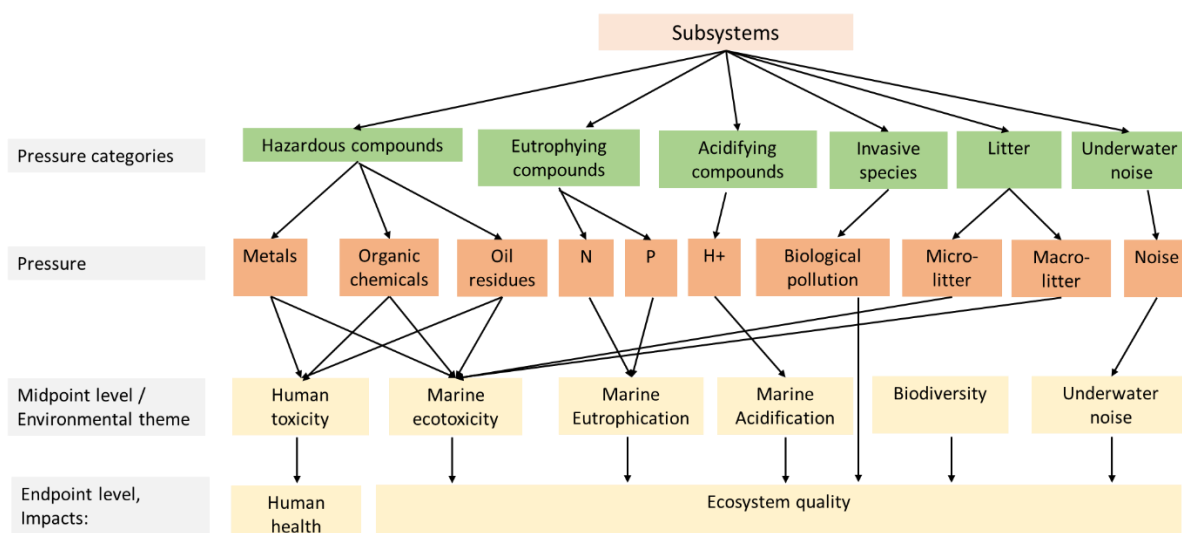 Subsystems
Pressure categories
Hazardous compounds
Eutrophying
compounds
Acidifying
compounds
Invasive
species
Litter
Underwater
noise
Pressure
Metals
Organic
chemicals
Oil
residues
N
P
H+
Biological
pollution
Micro-
litter
Macro-
litter
Noise
Midpoint level /
Environmental theme
Human
toxicity
Marine
ecotoxicity
Marine
Eutrophication
Marine
Acidification
Biodiversity
Underwater
noise
Endpoint level,
Impacts:
Human
health
Ecosystem quality